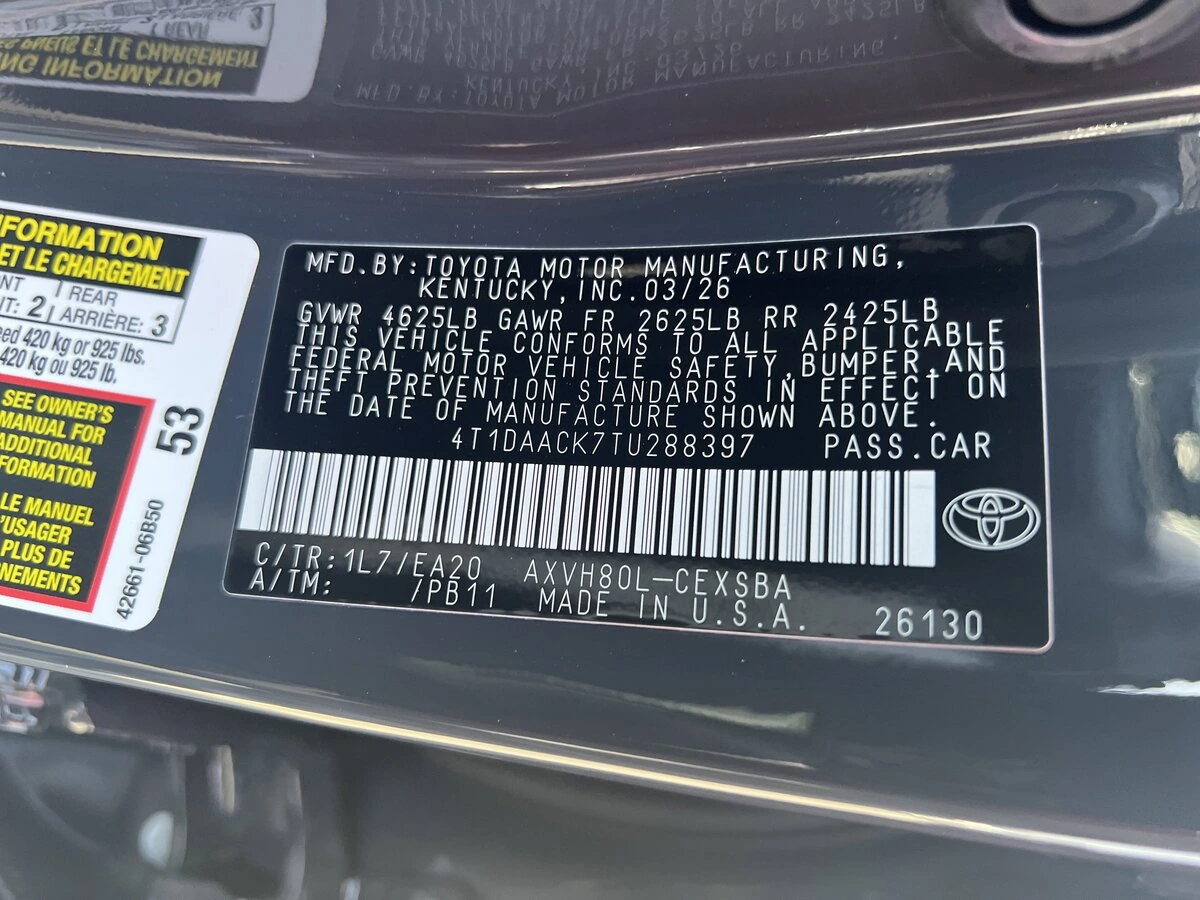 NFORMATION
ET LE CHARGEMENT
REAR
2 ARRIÈRE: 3
420 kg or 925 lbs.
420 kg ou 925 lb.
SEE OWNER'S
MANUAL FOR
ADDITIONAL
FORMATION
LE MANUEL
'USAGER
PLUS DE
NEMENTS
53
42661-06B50
MFD.BY:TOYOTA MOTOR MANUFACTURING,
KENTUCKY,INC.03/26
GVWR 4625LB GAWR FR 2625LB RR 2425LB
THIS VEHICLE CONFORMS TO ALL APPLICABLE
FEDERAL MOTOR VEHICLE SAFETY,BUMPER,AND
THEFT PREVENTION STANDARDS IN EFFECT ON
THE DATE OF MANUFACTURE SHOWN ABOVE.
4T1DAACK7TU288397 PASS.CAR
C/TR:1L7/EA20 AXVH80L-CEXSBA
A/TM: /PB11 MADE IN U.S.A. 26130